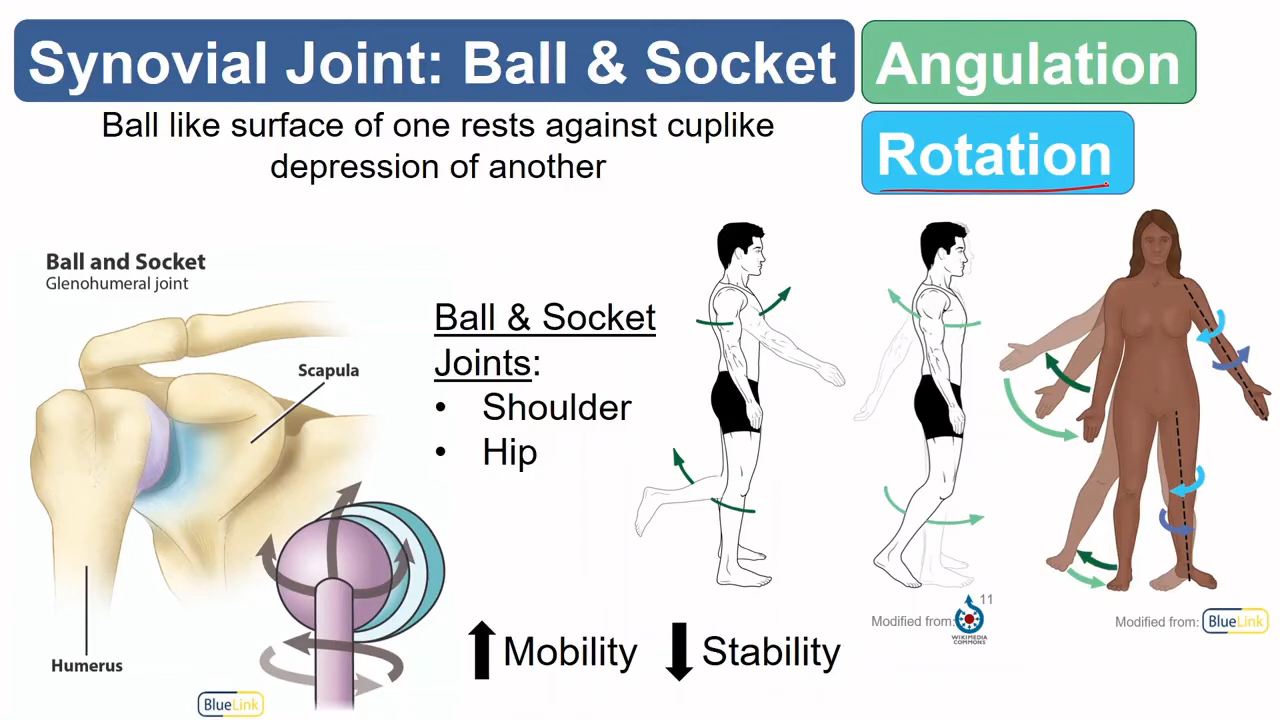 Synovial Joint: Ball & Socket
Angulation
Ball like surface of one rests against cuplike
depression of another
Rotation
Ball and Socket
Glenohumeral joint
Scapula
Humerus
BlueLink
Ball & Socket
Joints:
• Shoulder
• Hip
Mobility
Stability
11
Modified from:
WIKIMEDIA
COMMONS
Modified from: BlueLink